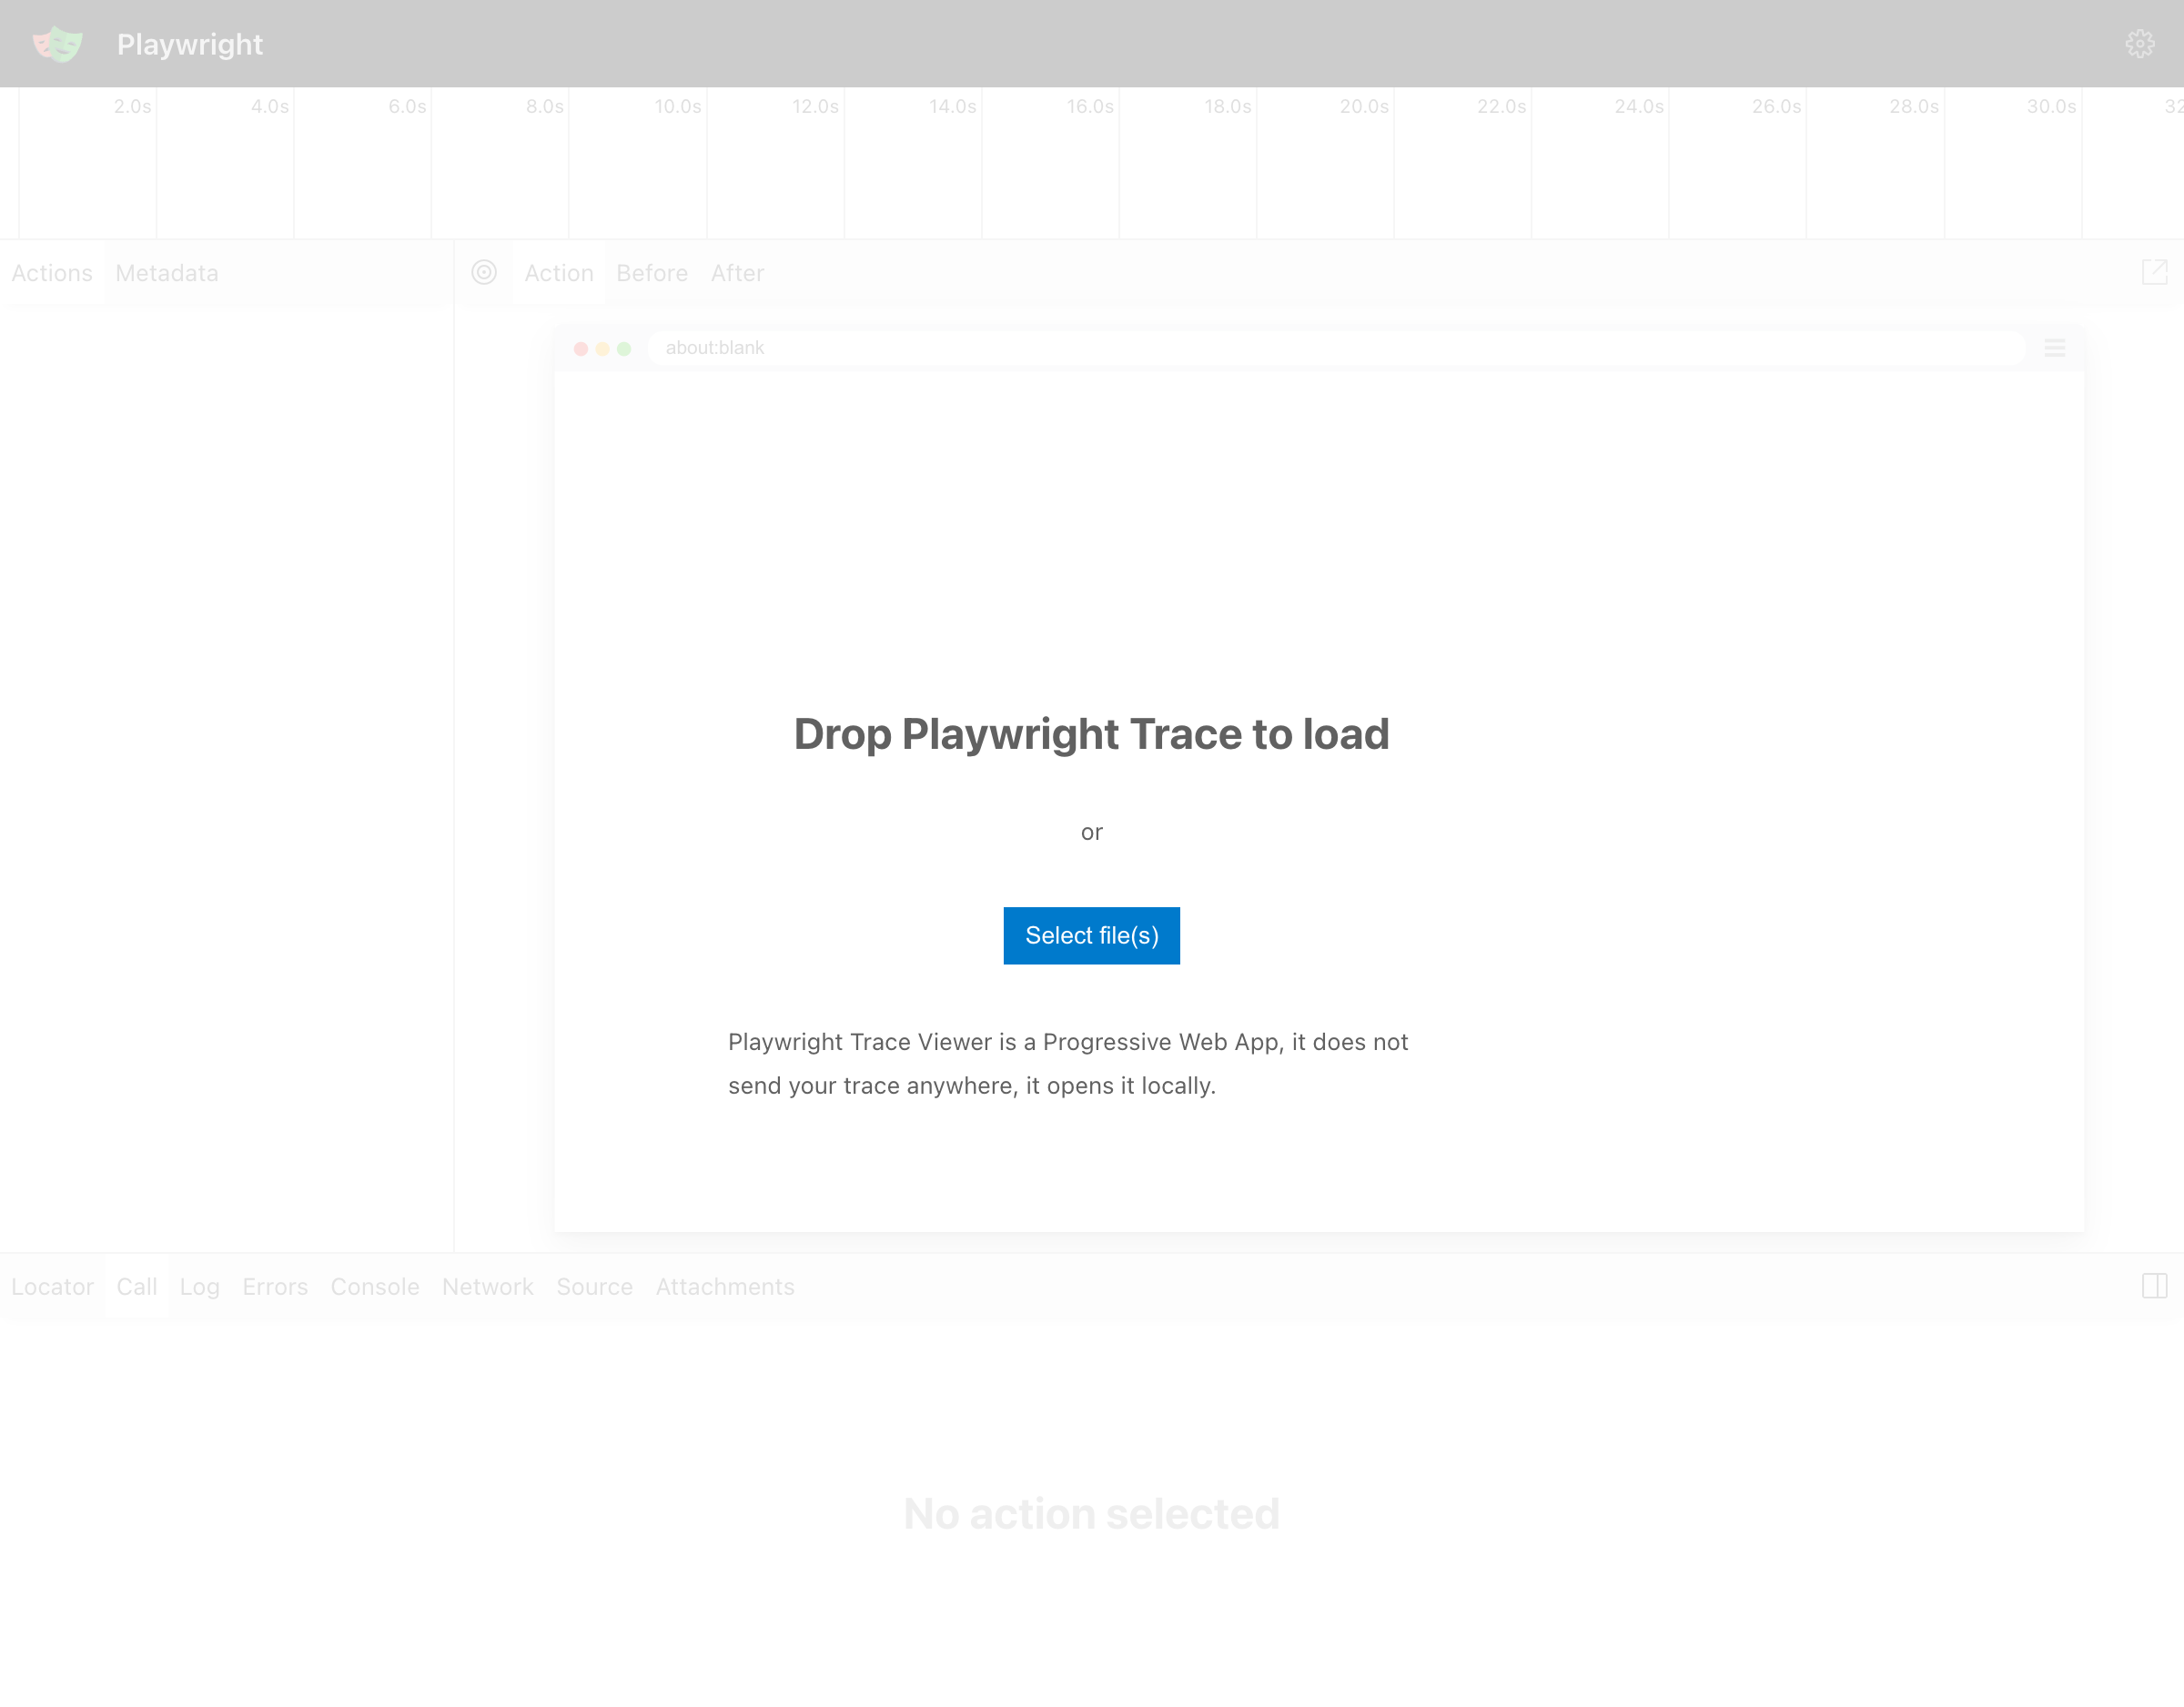 Playwright
2.0s 4.0s 6.0s 8.0s 10.0s 12.0s 14.0s 16.0s 18.0s 20.0s 22.0s 24.0s 26.0s 28.0s 30.0s 32
Actions Metadata
Action Before After
about:blank
Drop Playwright Trace to load
or
Select file(s)
Playwright Trace Viewer is a Progressive Web App, it does not
send your trace anywhere, it opens it locally.
Locator Call Log Errors Console Network Source Attachments
No action selected